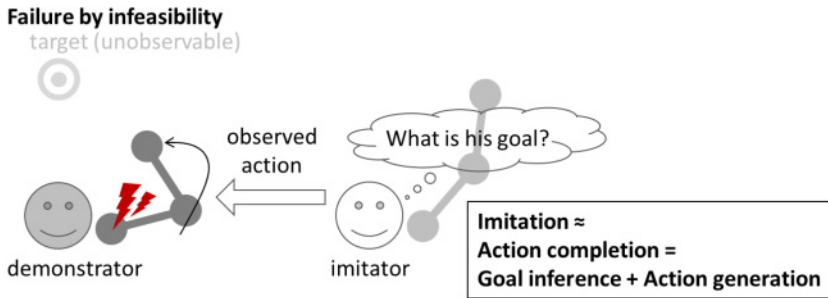 Failure by infeasibility
target (unobservable)
observed
action
What is his goal?
demonstrator
imitator
Imitation ≈
Action completion =
Goal inference + Action generation